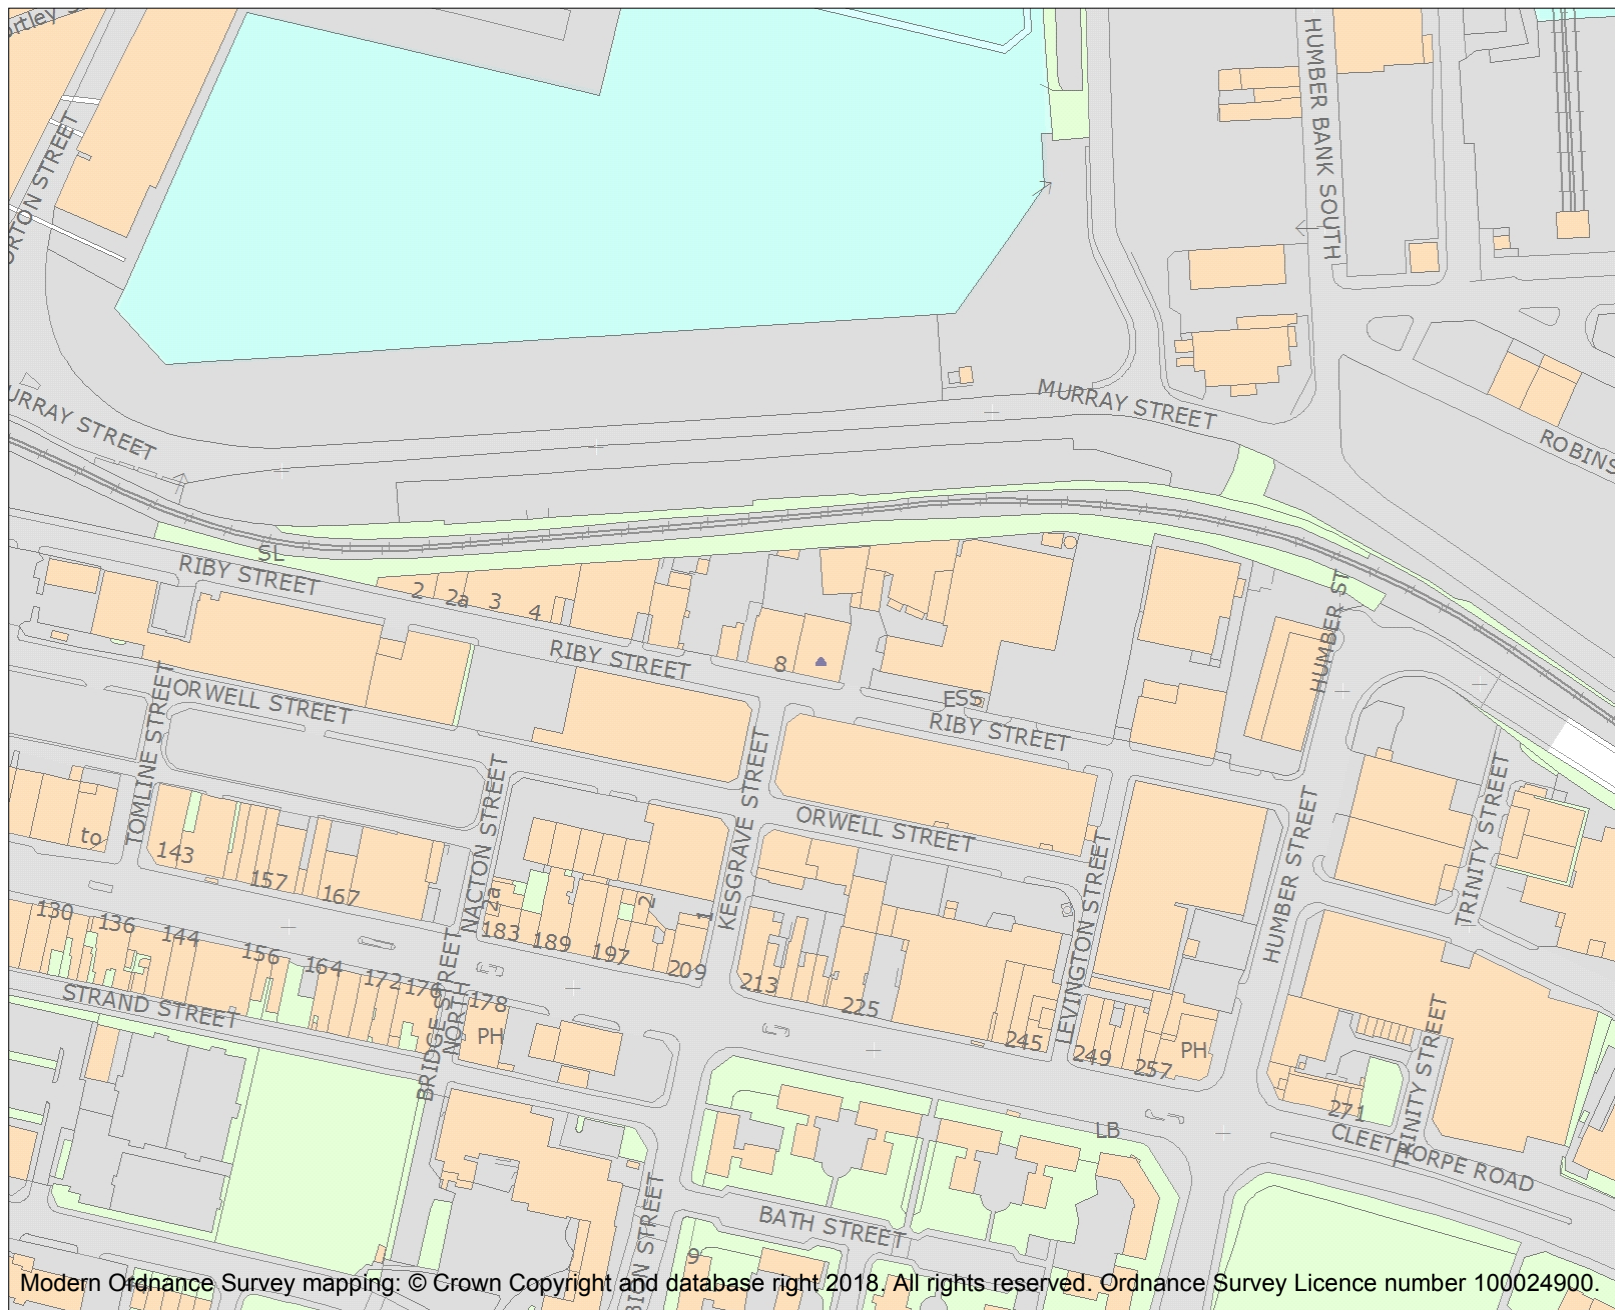 HUMBER BANK SOUTH
MURRAY STREET
MURRAY STREET
SL
RIBY STREET
2 2a 3 4
RIBY STREET
8
ESS
RIBY STREET
HUMBER ST
ORWELL STREET
TOMLINE STREET
NACTON STREET
KESGRAVE STREET
ORWELL STREET
LEVINGTON STREET
HUMBER STREET
TRINITY STREET
to
143
157
167
2a
2
1
183
189
197
209
213
225
245
249
257
PH
130
136
144
156
164
172
176
178
PH
STRAND STREET
BRIDGE STREET
NORTH
271
TRINITY STREET
CLEETHORPE ROAD
LB
BATH STREET
9
Modern Ordnance Survey mapping: © Crown Copyright and database right 2018. All rights reserved. Ordnance Survey Licence number 100024900.